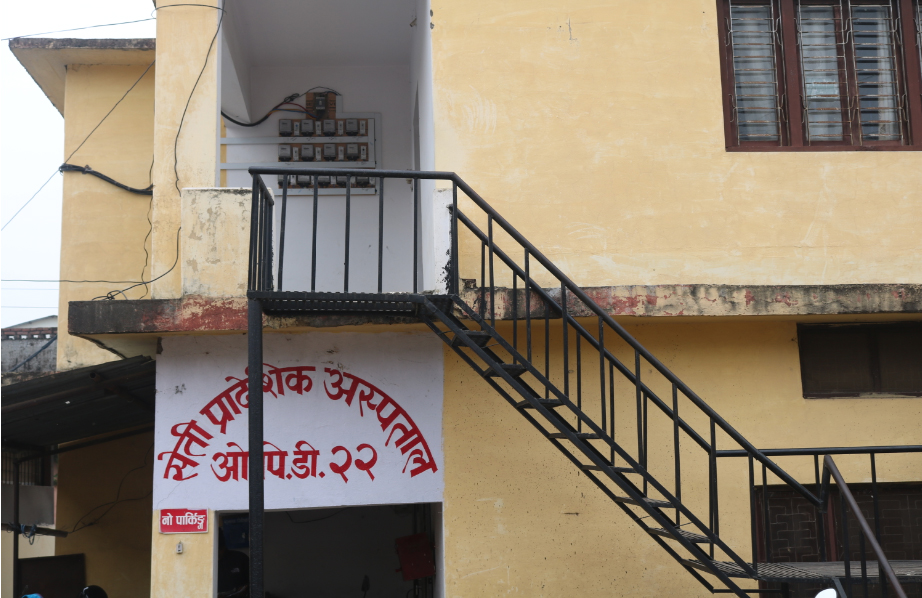 सेती प्रादेशिक अस्पताल
ओ.पि.डी. २२
नो पार्किङ्ग